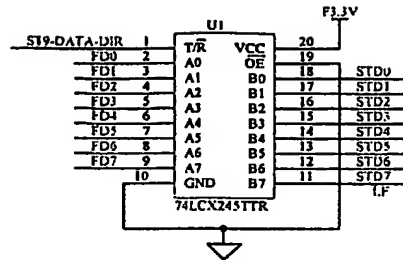 U1
F3.3V
ST9-DATA-DIR 1 T/R VCC 20
FD0 2 A0 OE 19
FD1 3 A1 B0 18 STD0
FD2 4 A2 B1 17 STD1
FD3 5 A3 B2 16 STD2
FD4 6 A4 B3 15 STD3
FD5 7 A5 B4 14 STD4
FD6 8 A6 B5 13 STD5
FD7 9 A7 B6 12 STD6
10 GND B7 11 STD7
74LCX245TTR